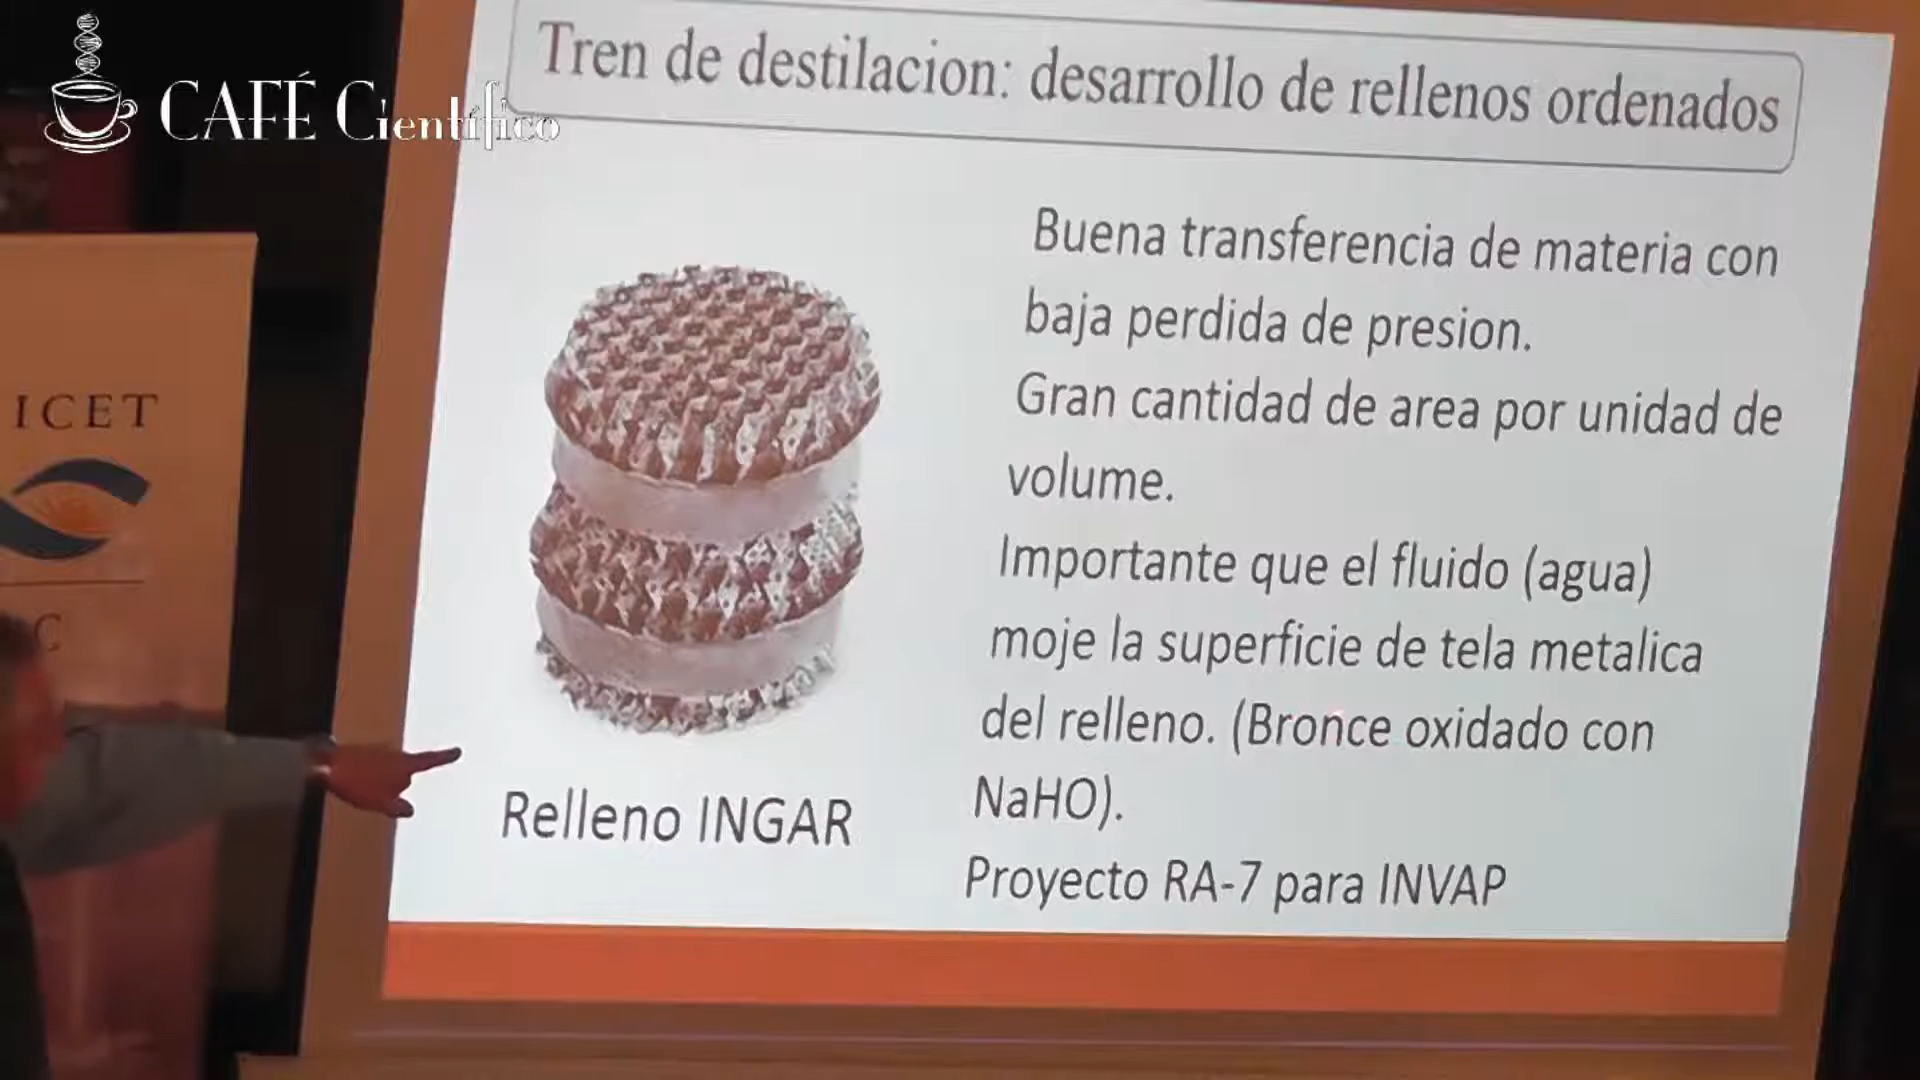 CAFÉ Científico
Tren de destilacion: desarrollo de rellenos ordenados
Buena transferencia de materia con
baja perdida de presion.
Gran cantidad de area por unidad de
volume.
Importante que el fluido (agua)
moje la superficie de tela metalica
del relleno. (Bronce oxidado con
NaHO).
Proyecto RA-7 para INVAP
Relleno INGAR
ICET
C